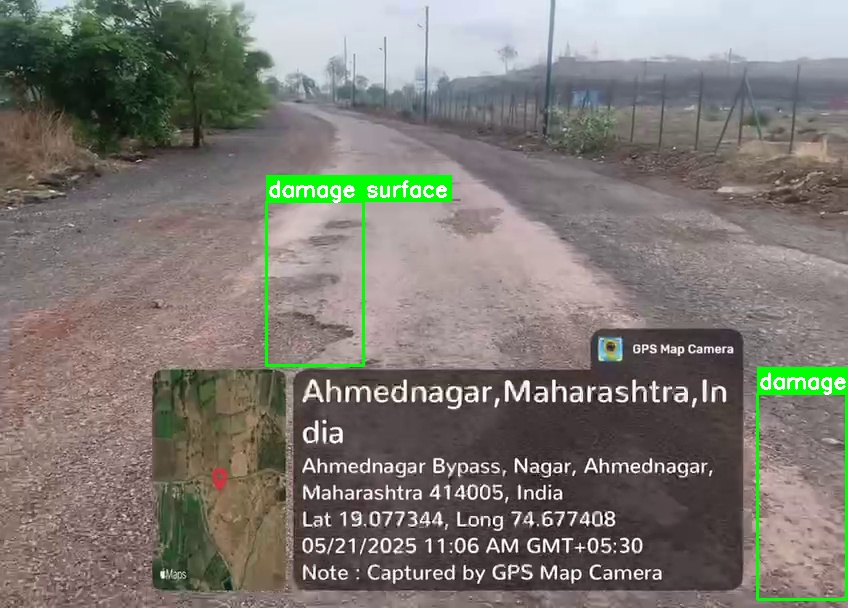 damage surface
GPS Map Camera
damage
Ahmednagar,Maharashtra,In
dia
Ahmednagar Bypass, Nagar, Ahmednagar,
Maharashtra 414005, India
Lat 19.077344, Long 74.677408
05/21/2025 11:06 AM GMT+05:30
Note : Captured by GPS Map Camera
Maps